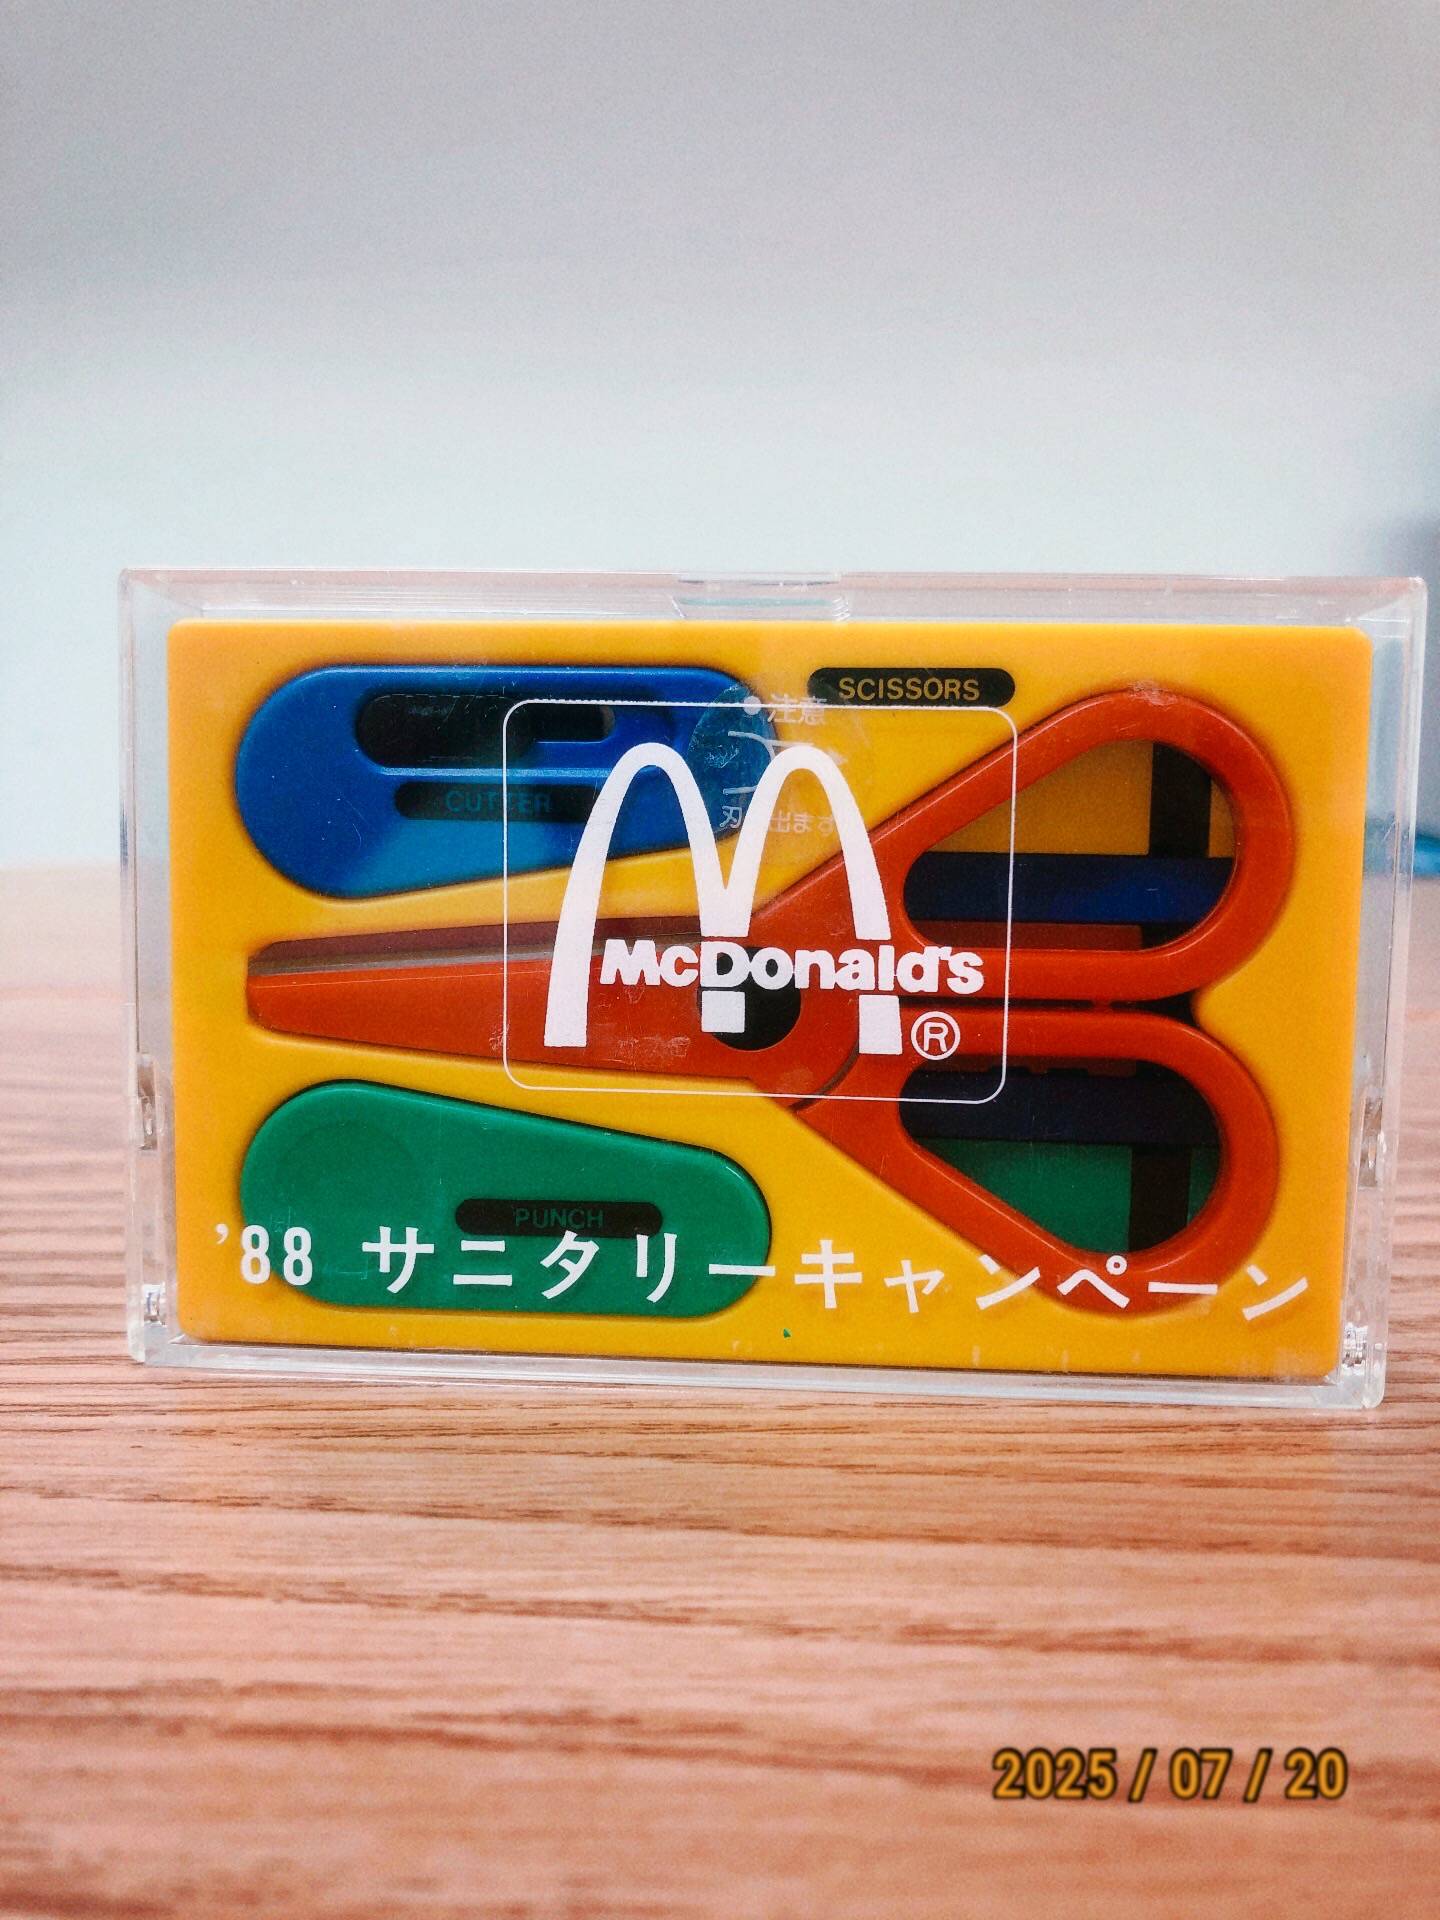 SCISSORS
●注意
CUTTER
刃 出ます
McDonald's
®
PUNCH
'88 サニタリーキャンペーン
2025 / 07 / 20